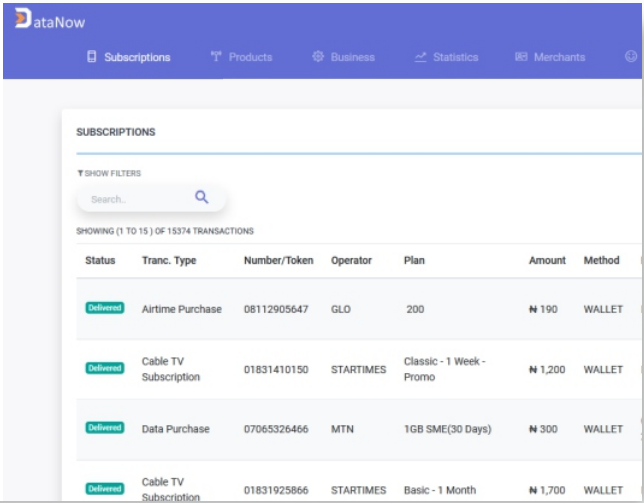 DataNow
Subscriptions Products Business Statistics Merchants
SUBSCRIPTIONS
SHOW FILTERS
Search..
SHOWING (1 TO 15 ) OF 15374 TRANSACTIONS
Status Tranc. Type Number/Token Operator Plan Amount Method
Delivered Airtime Purchase 08112905647 GLO 200 ₦ 190 WALLET
Delivered Cable TV Subscription 01831410150 STARTIMES Classic - 1 Week - Promo ₦ 1,200 WALLET
Delivered Data Purchase 07065326466 MTN 1GB SME(30 Days) ₦ 300 WALLET
Delivered Cable TV Subscription 01831925866 STARTIMES Basic - 1 Month ₦ 1,700 WALLET